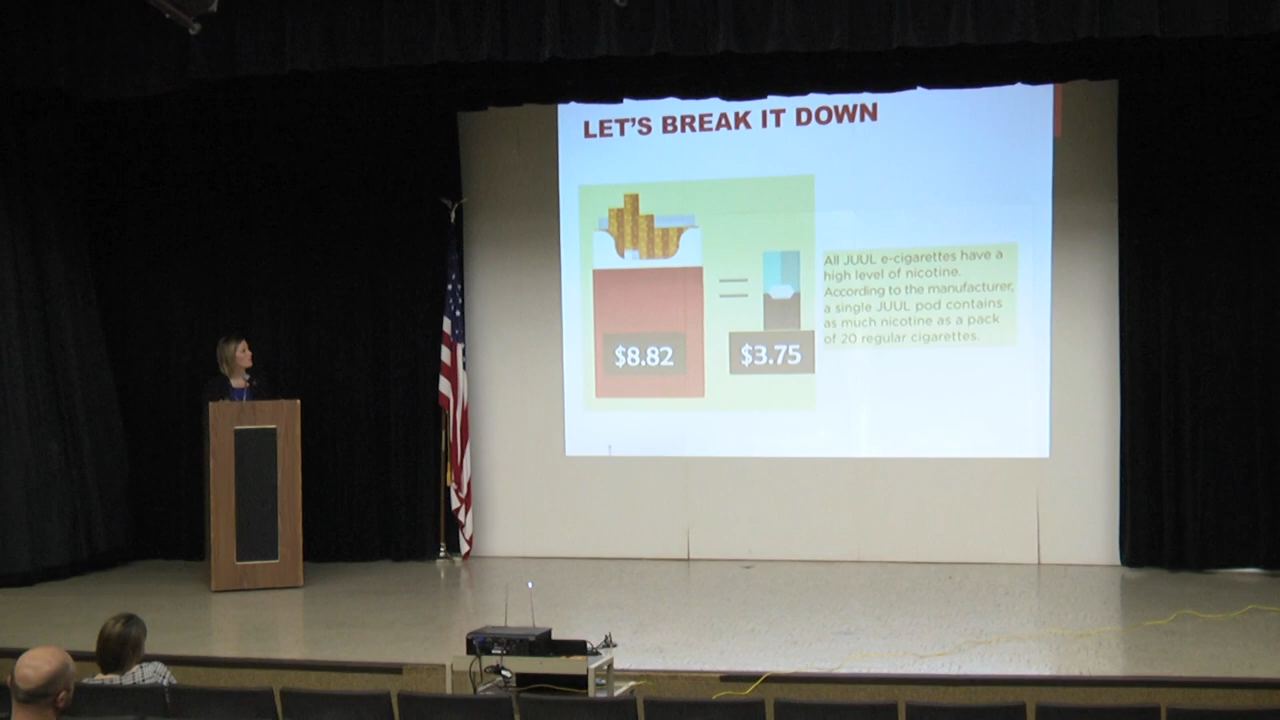 LET'S BREAK IT DOWN
All JUUL e-cigarettes have a
high level of nicotine.
According to the manufacturer,
a single JUUL pod contains
as much nicotine as a pack
of 20 regular cigarettes.
$8.82
$3.75